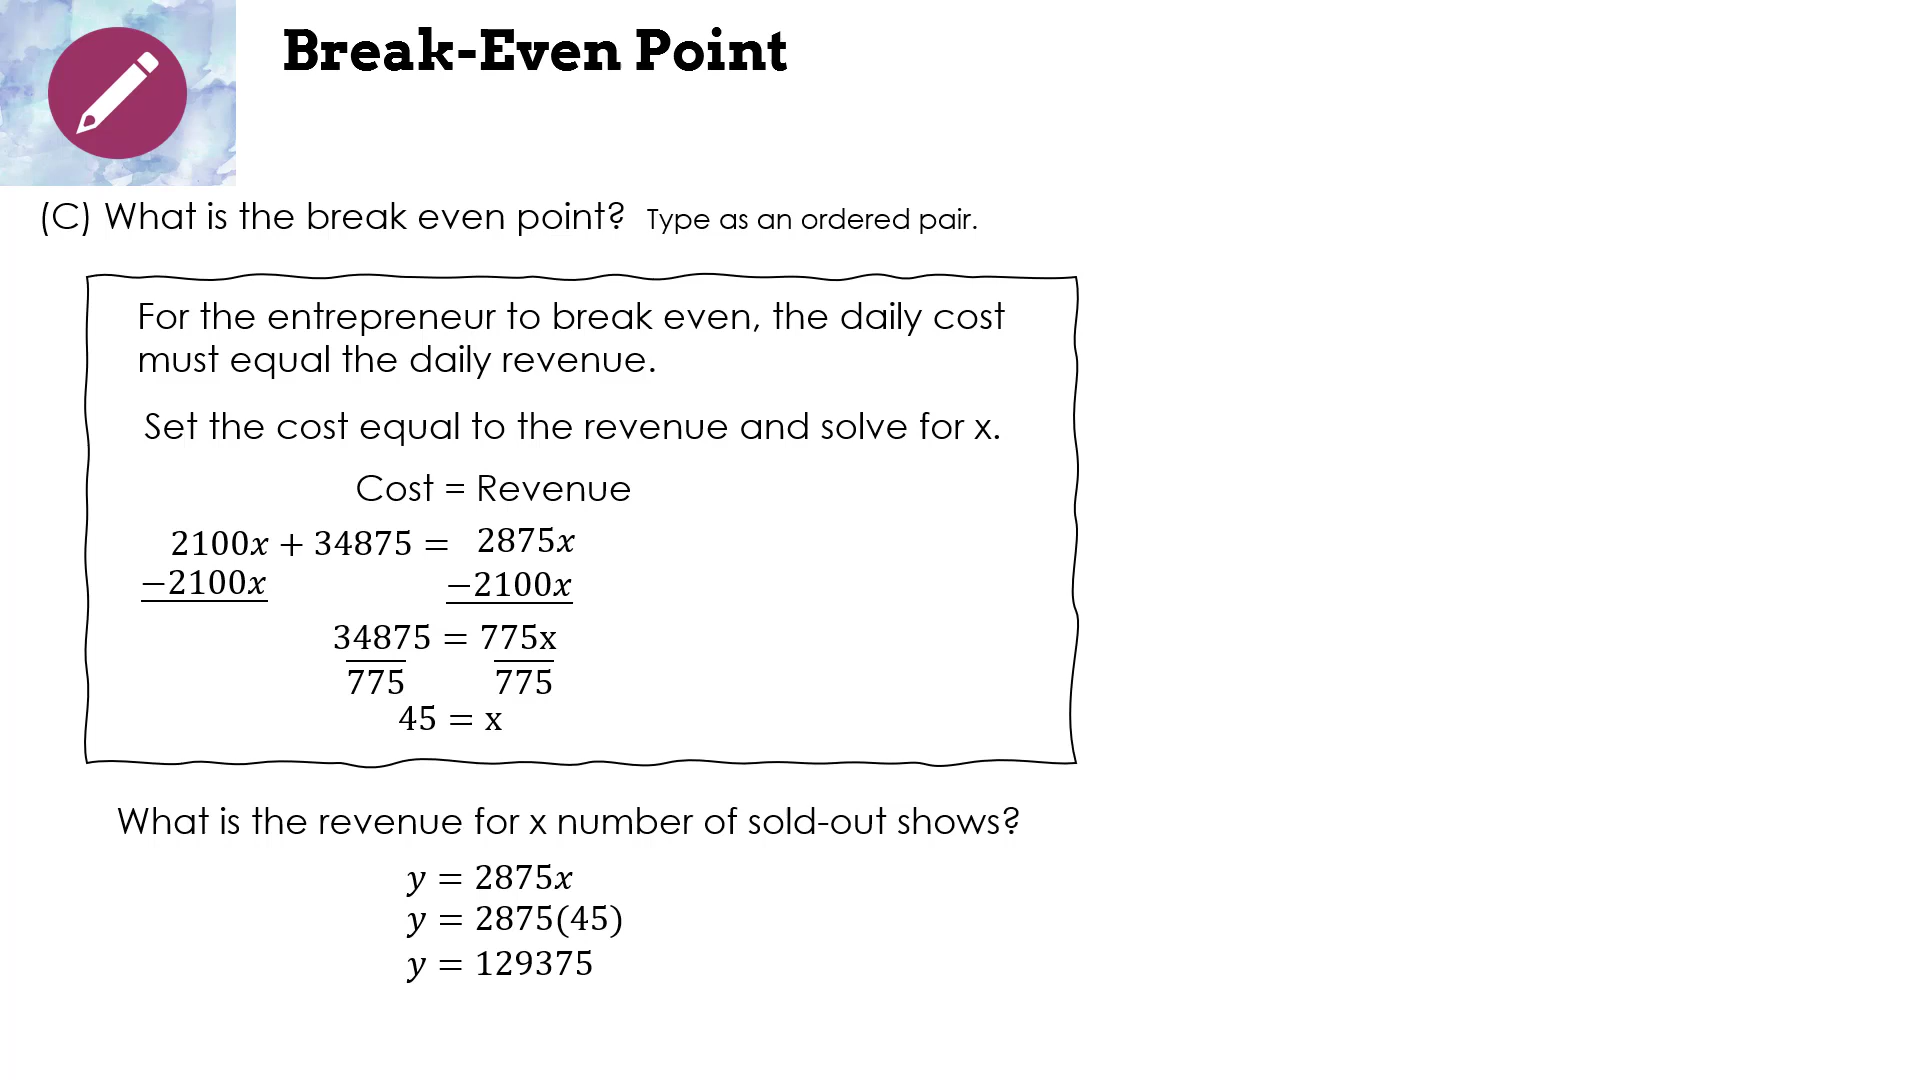 Break-Even Point
(C) What is the break even point? Type as an ordered pair.
For the entrepreneur to break even, the daily cost
must equal the daily revenue.
Set the cost equal to the revenue and solve for x.
Cost = Revenue
2100x + 34875 = 2875x
−2100x −2100x
34875 = 775x
775 775
45 = x
What is the revenue for x number of sold-out shows?
y = 2875x
y = 2875(45)
y = 129375